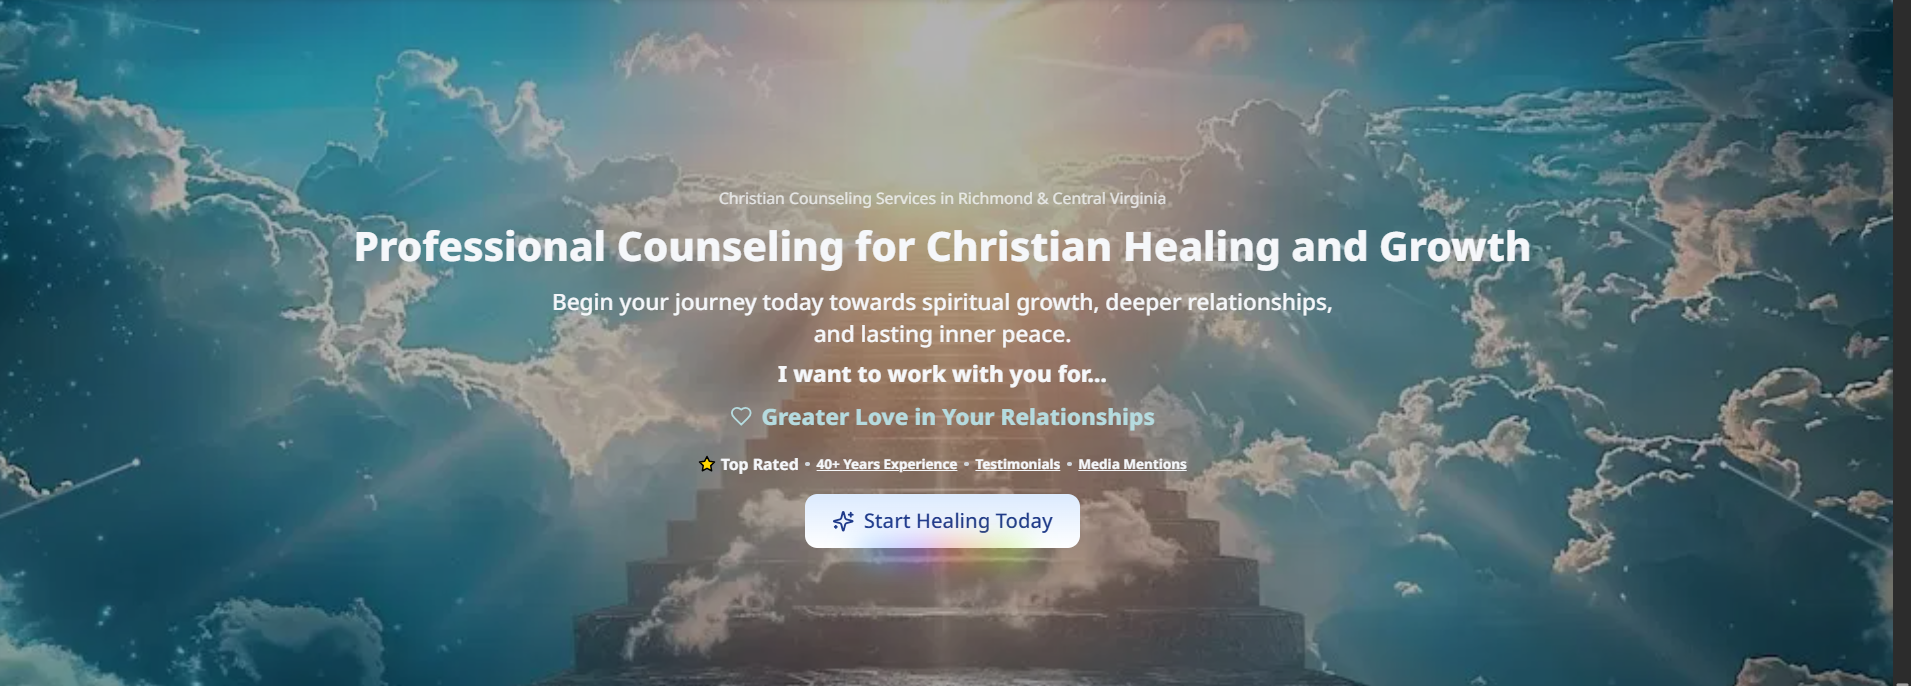 Christian Counseling Services in Richmond & Central Virginia
Professional Counseling for Christian Healing and Growth
Begin your journey today towards spiritual growth, deeper relationships,
and lasting inner peace.
I want to work with you for...
Greater Love in Your Relationships
Top Rated • 40+ Years Experience • Testimonials • Media Mentions
Start Healing Today